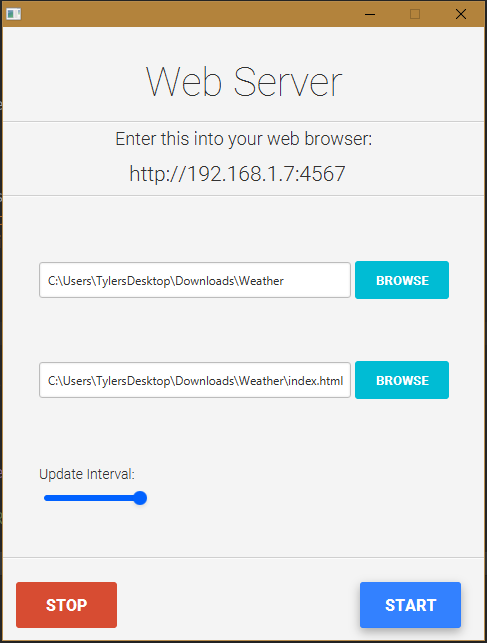 Web Server
Enter this into your web browser:
http://192.168.1.7:4567
C:\Users\TylersDesktop\Downloads\Weather
BROWSE
C:\Users\TylersDesktop\Downloads\Weather\index.html
BROWSE
Update Interval:
STOP
START